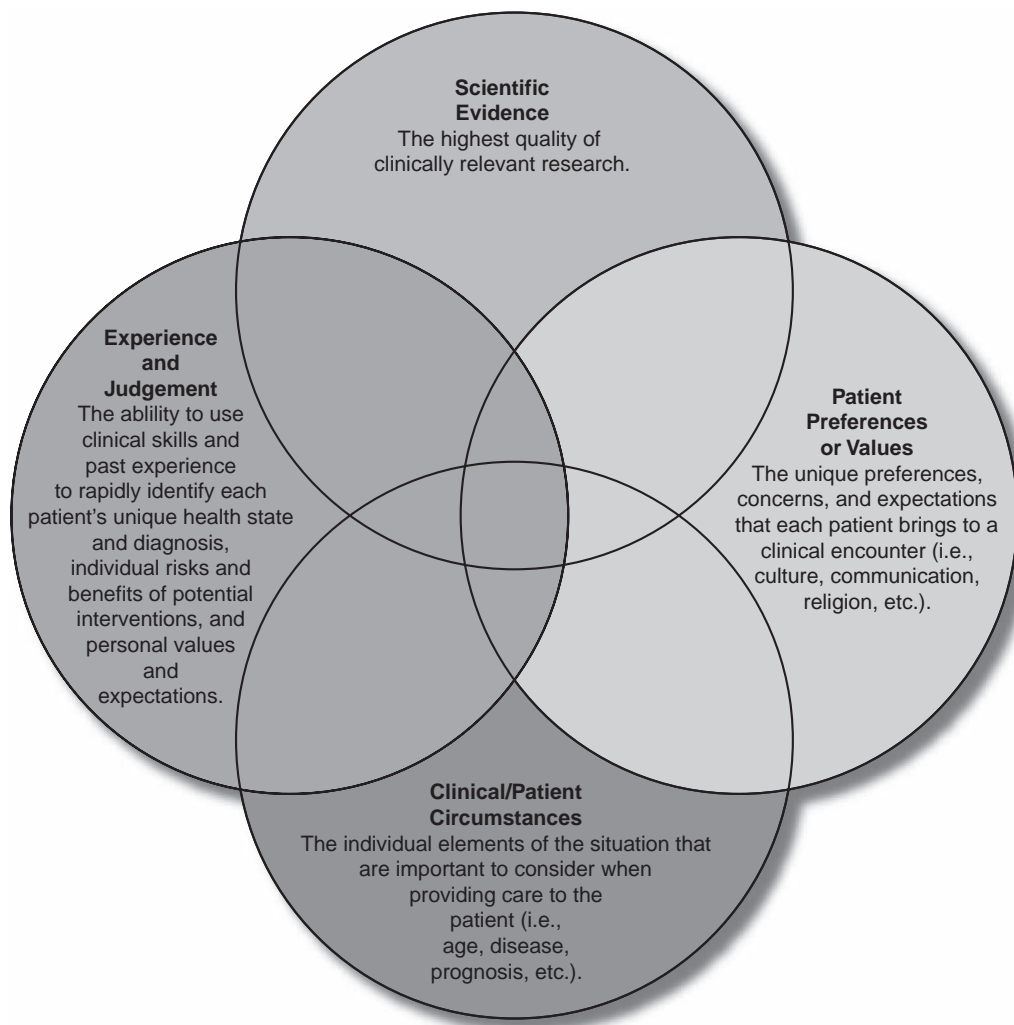 Scientific
Evidence
The highest quality of
clinically relevant research.
Experience
and
Judgement
The ablility to use
clinical skills and
past experience
to rapidly identify each
patient's unique health state
and diagnosis,
individual risks and
benefits of potential
interventions, and
personal values
and
expectations.
Patient
Preferences
or Values
The unique preferences,
concerns, and expectations
that each patient brings to a
clinical encounter (i.e.,
culture, communication,
religion, etc.).
Clinical/Patient
Circumstances
The individual elements of the situation that
are important to consider when
providing care to the
patient (i.e.,
age, disease,
prognosis, etc.).